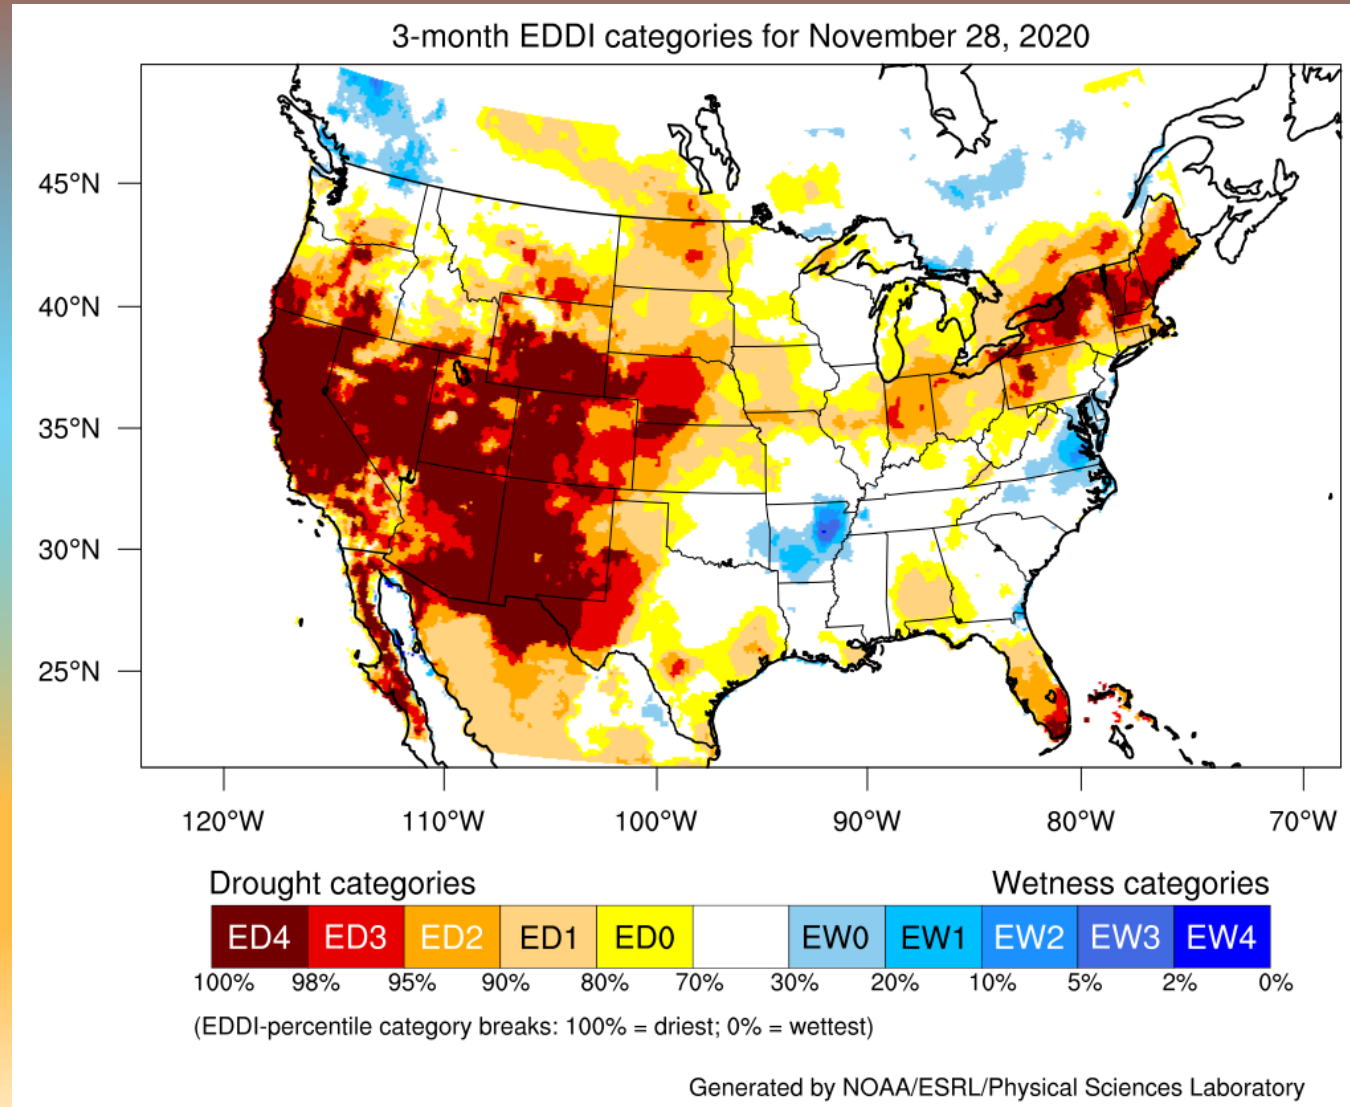 3-month EDDI categories for November 28, 2020
45°N
40°N
35°N
30°N
25°N
120°W 110°W 100°W 90°W 80°W 70°W
Drought categories Wetness categories
ED4 ED3 ED2 ED1 ED0 EW0 EW1 EW2 EW3 EW4
100% 98% 95% 90% 80% 70% 30% 20% 10% 5% 2% 0%
(EDDI-percentile category breaks: 100% = driest; 0% = wettest)
Generated by NOAA/ESRL/Physical Sciences Laboratory